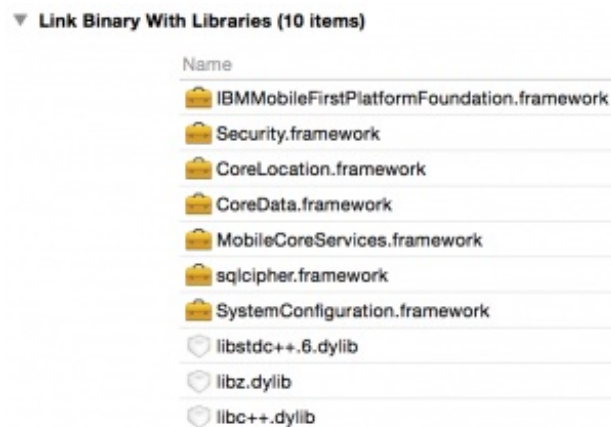 Link Binary With Libraries (10 items)
Name
IBMMobileFirstPlatformFoundation.framework
Security.framework
CoreLocation.framework
CoreData.framework
MobileCoreServices.framework
sqlcipher.framework
SystemConfiguration.framework
libstdc++.6.dylib
libz.dylib
libc++.dylib